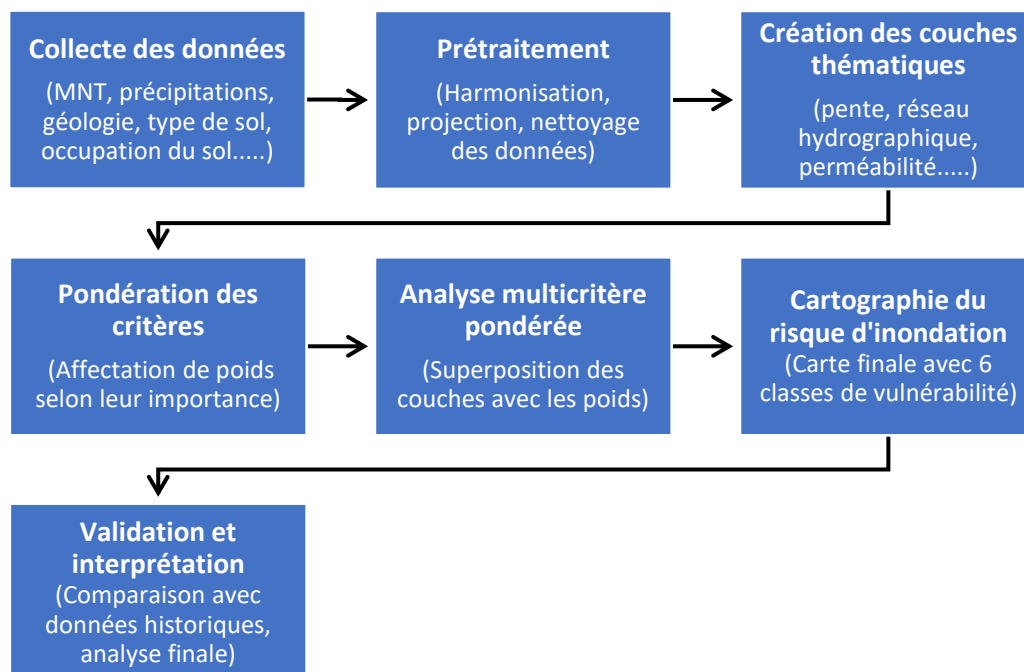 Collecte des données
(MNT, précipitations,
géologie, type de sol,
occupation du sol.....)
Prétraitement
(Harmonisation,
projection, nettoyage
des données)
Création des couches
thématiques
(pente, réseau
hydrographique,
perméabilité.....)
Pondération des
critères
(Affectation de poids
selon leur importance)
Analyse multicritère
pondérée
(Superposition des
couches avec les poids)
Cartographie du
risque d'inondation
(Carte finale avec 6
classes de vulnérabilité)
Validation et
interprétation
(Comparaison avec
données historiques,
analyse finale)